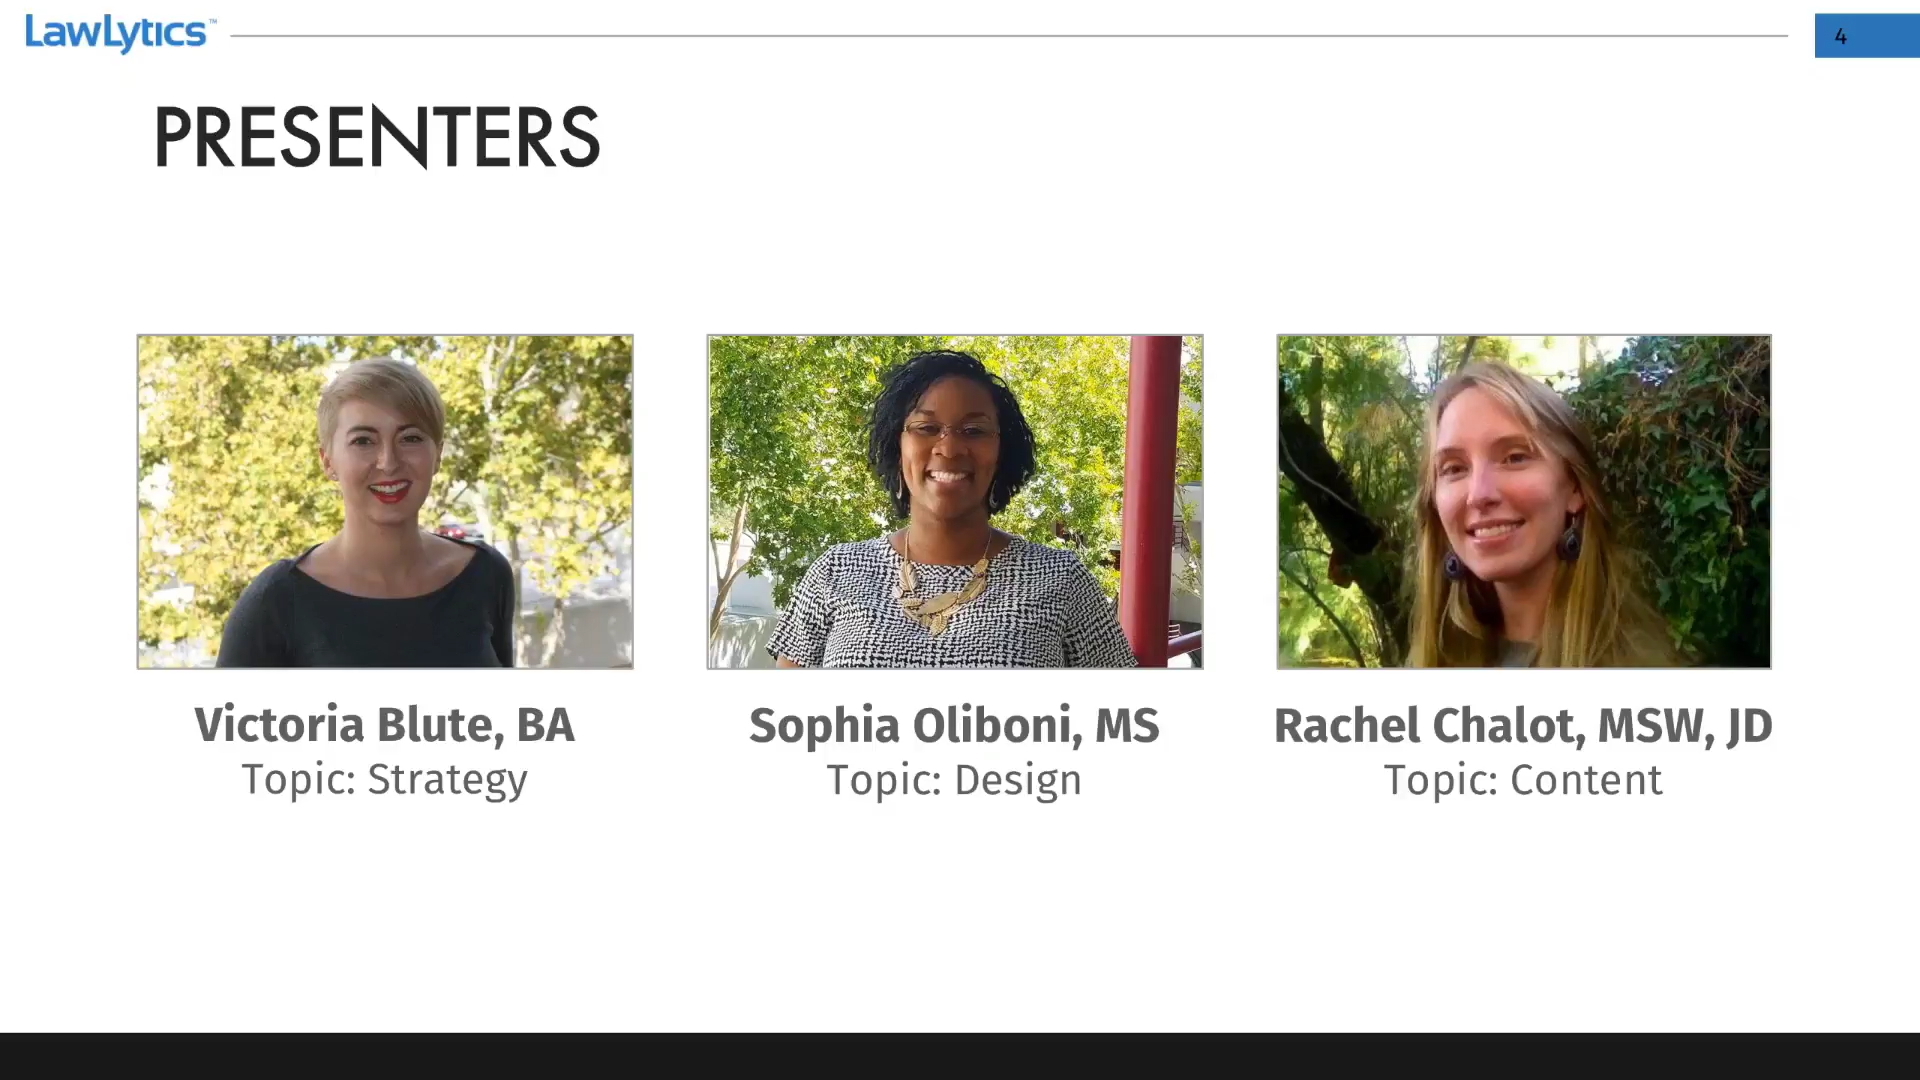 LawLytics™
4
PRESENTERS
Victoria Blute, BA
Topic: Strategy
Sophia Oliboni, MS
Topic: Design
Rachel Chalot, MSW, JD
Topic: Content